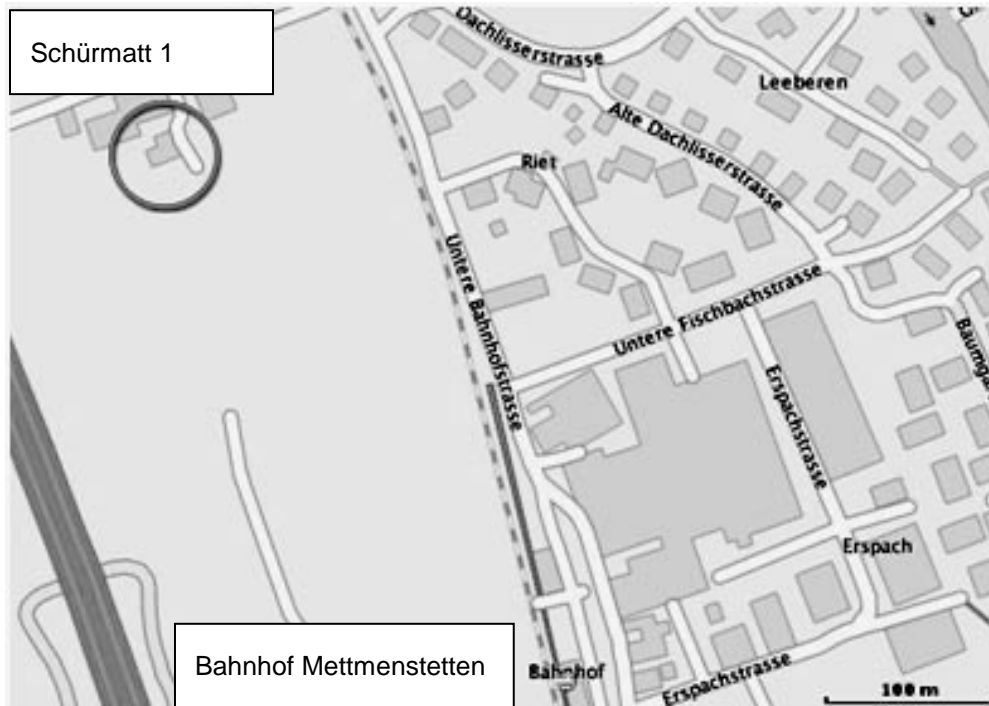 Schürmatt 1
Dachlisserstrasse
Leeberen
Alte Dachlisserstrasse
Riet
Untere Bahnhofstrasse
Untere Fischbachstrasse
Erspachstrasse
Erspach
Bahnhof Mettmenstetten
Bahnhof
Erspachstrasse
100 m